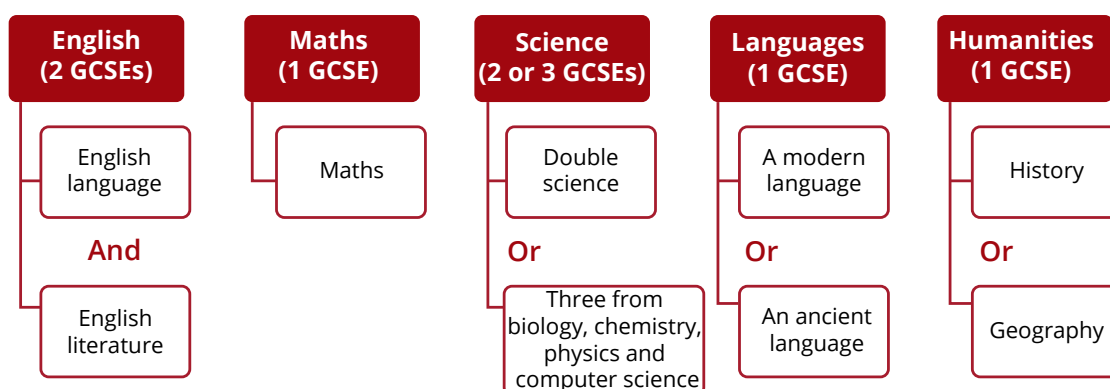 English
(2 GCSEs)
English
language
And
English
literature
Maths
(1 GCSE)
Maths
Science
(2 or 3 GCSEs)
Double
science
Or
Three from
biology, chemistry,
physics and
computer science
Languages
(1 GCSE)
A modern
language
Or
An ancient
language
Humanities
(1 GCSE)
History
Or
Geography